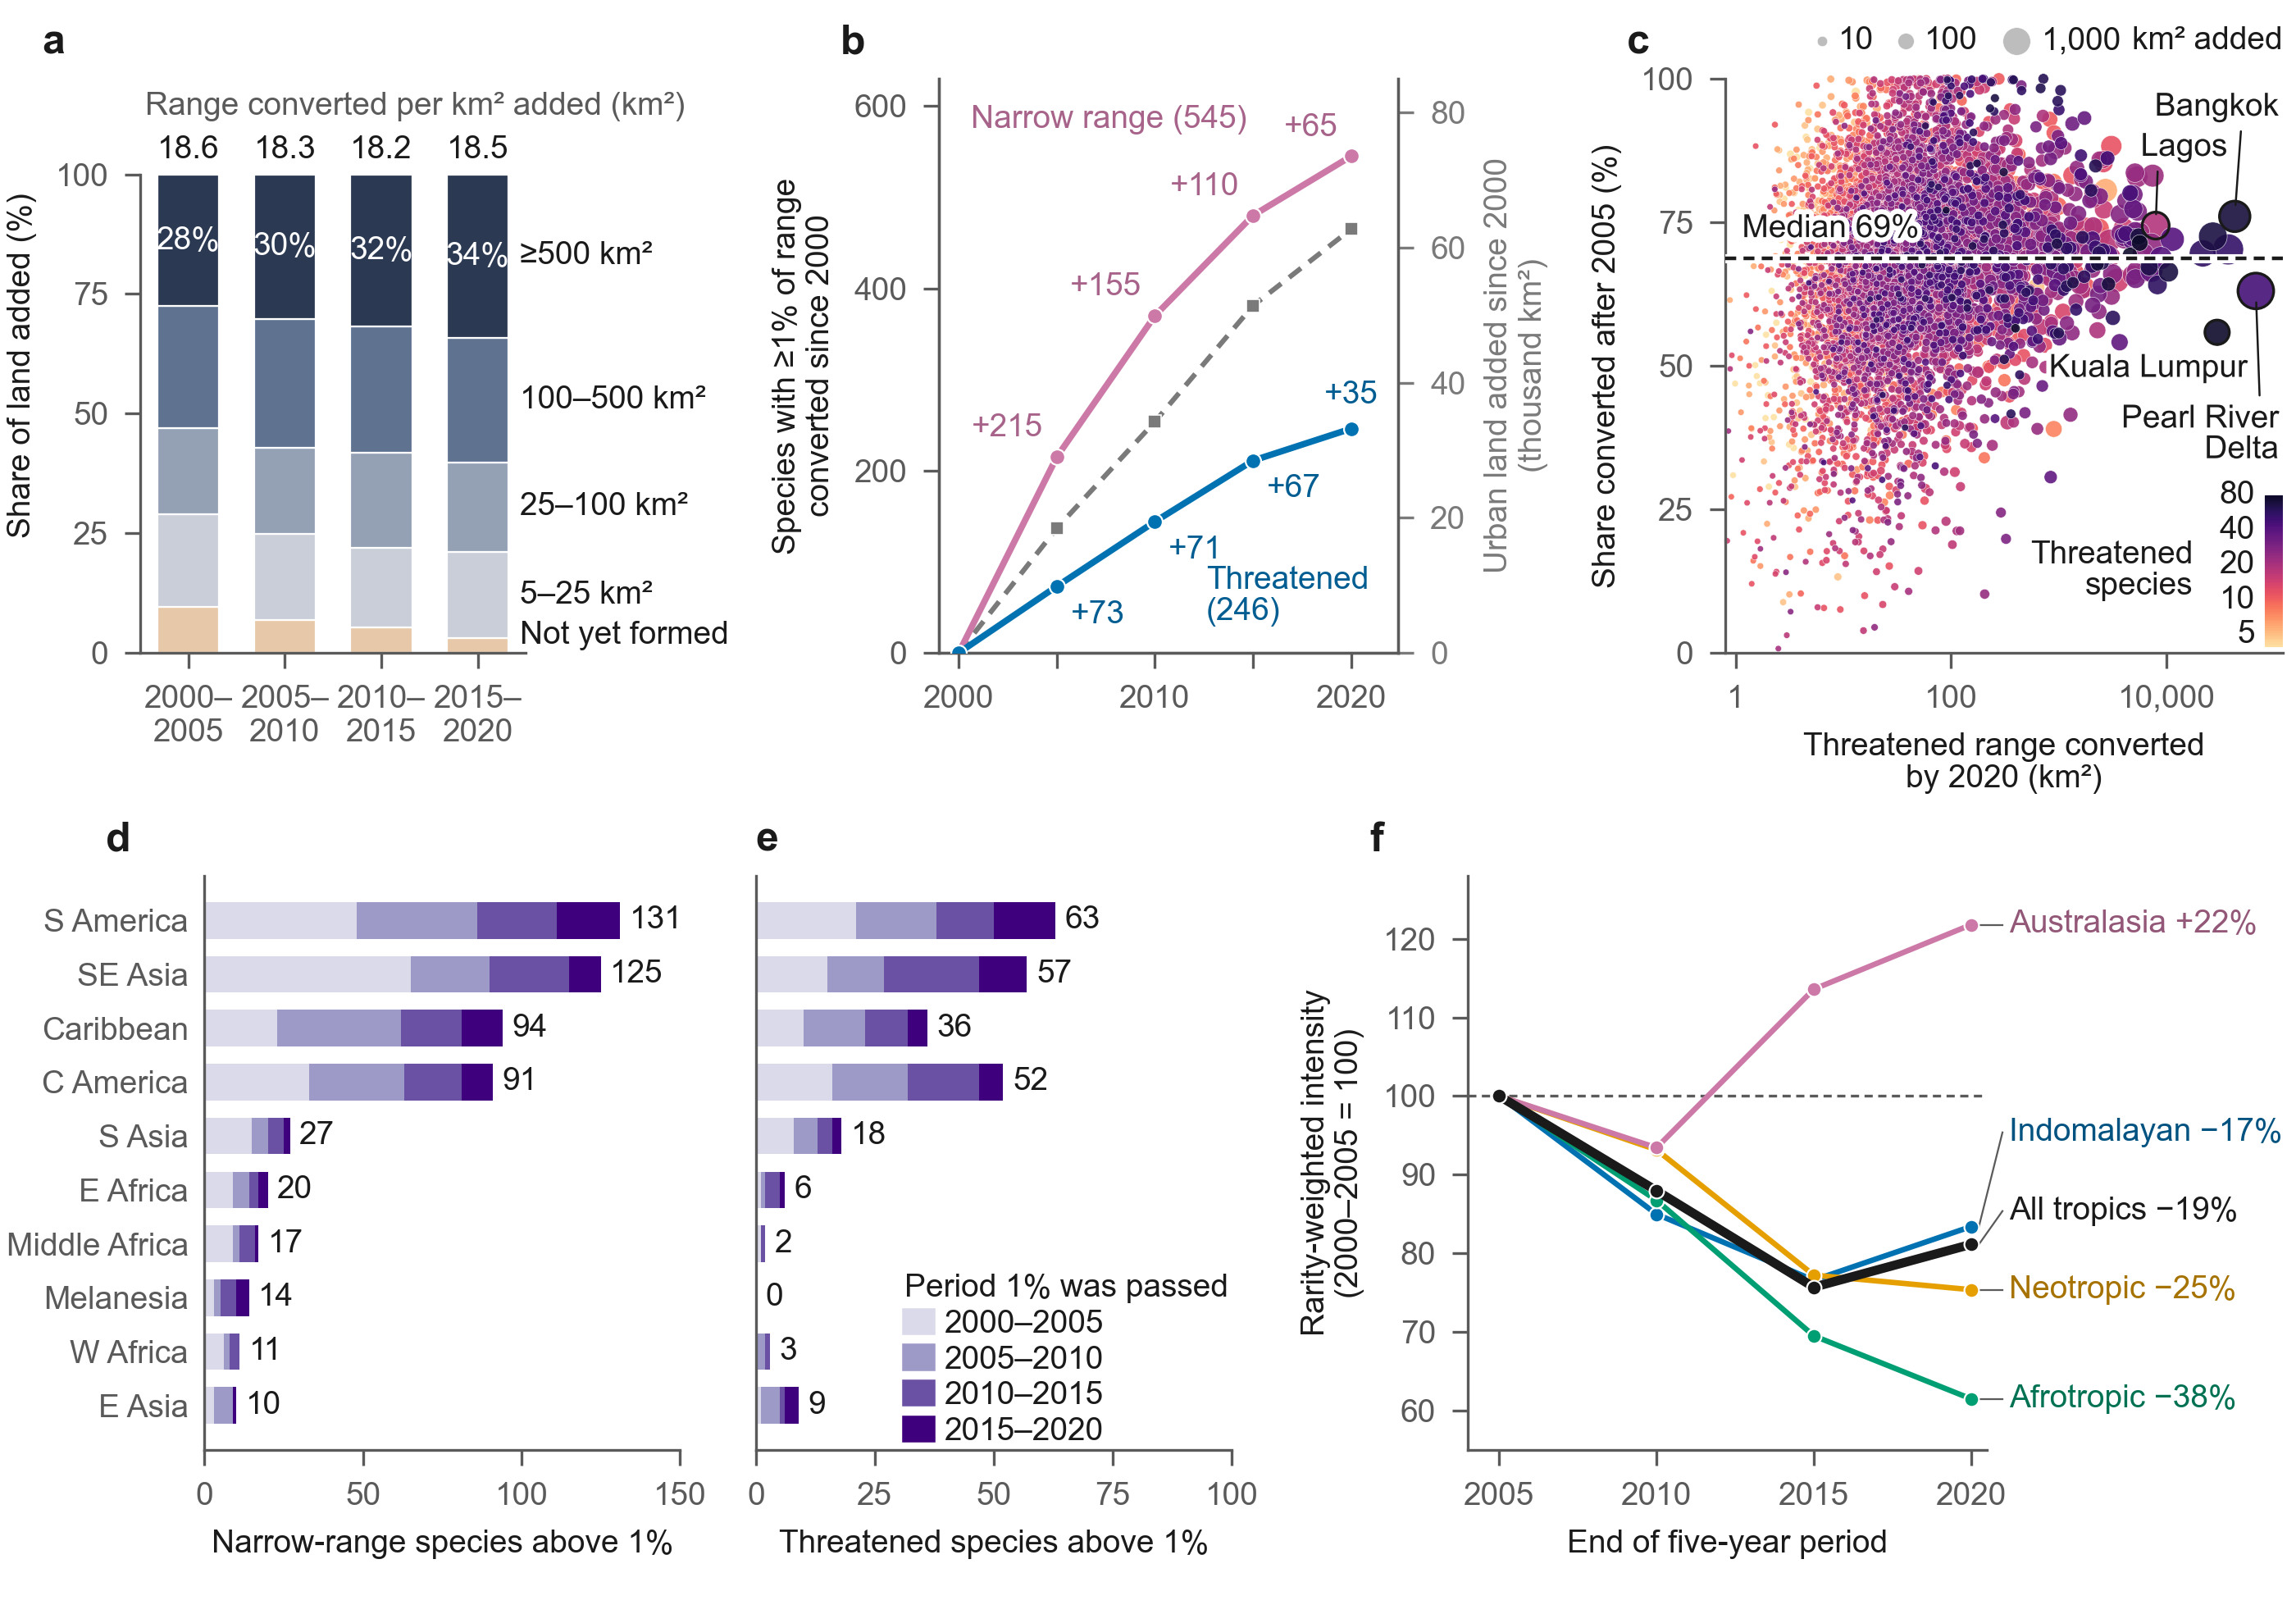 a
Range converted per km² added (km²)
18.6 18.3 18.2 18.5
Share of land added (%)
100
75
50
25
0
28% 30% 32% 34%
≥500 km²
100–500 km²
25–100 km²
5–25 km²
Not yet formed
2000–
2005
2005–
2010
2010–
2015
2015–
2020
b
Species with ≥1% of range
converted since 2000
600
400
200
0
Narrow range (545)
+65
+110
+155
+215
+35
+67
+71
+73
Threatened
(246)
80
60
40
20
0
Urban land added since 2000
(thousand km²)
2000 2010 2020
c
10 100 1,000 km² added
Share converted after 2005 (%)
100
75
50
25
0
Bangkok
Lagos
Median 69%
Kuala Lumpur
Pearl River
Delta
Threatened
species
80
40
20
10
5
1 100 10,000
Threatened range converted
by 2020 (km²)
d
S America 131
SE Asia 125
Caribbean 94
C America 91
S Asia 27
E Africa 20
Middle Africa 17
Melanesia 14
W Africa 11
E Asia 10
0 50 100 150
Narrow-range species above 1%
e
63
57
36
52
18
6
2
0
3
9
Period 1% was passed
2000–2005
2005–2010
2010–2015
2015–2020
0 25 50 75 100
Threatened species above 1%
f
Rarity-weighted intensity
(2000–2005 = 100)
120
110
100
90
80
70
60
Australasia +22%
Indomalayan −17%
All tropics −19%
Neotropic −25%
Afrotropic −38%
2005 2010 2015 2020
End of five-year period